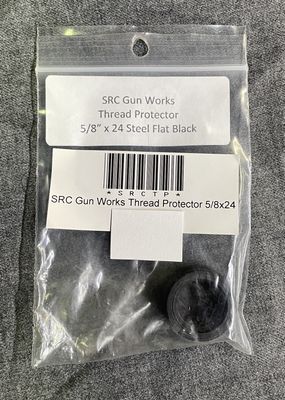 SRC Gun Works
Thread Protector
5/8" x 24 Steel Flat Black
*SRCTP*
SRC Gun Works Thread Protector 5/8x24